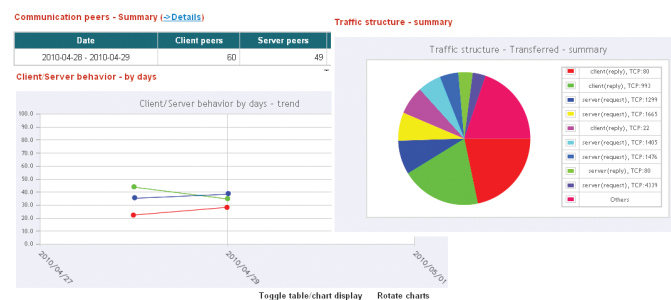 Communication peers - Summary (->Details)
Date Client peers Server peers
2010-04-28 - 2010-04-29 60 49
Client/Server behavior - by days
Client/Server behavior by days - trend
100.0
90.0
80.0
70.0
60.0
50.0
40.0
30.0
20.0
10.0
0.0
2010/04/27
2010/04/29
2010/05/01
Traffic structure - summary
Traffic structure - Transferred - summary
client(reply), TCP:80
client(reply), TCP:993
server(request), TCP:1299
server(request), TCP:1665
client(reply), TCP:22
server(request), TCP:1405
server(request), TCP:1476
server(reply), TCP:80
server(request), TCP:4339
Others
Toggle table/chart display Rotate charts